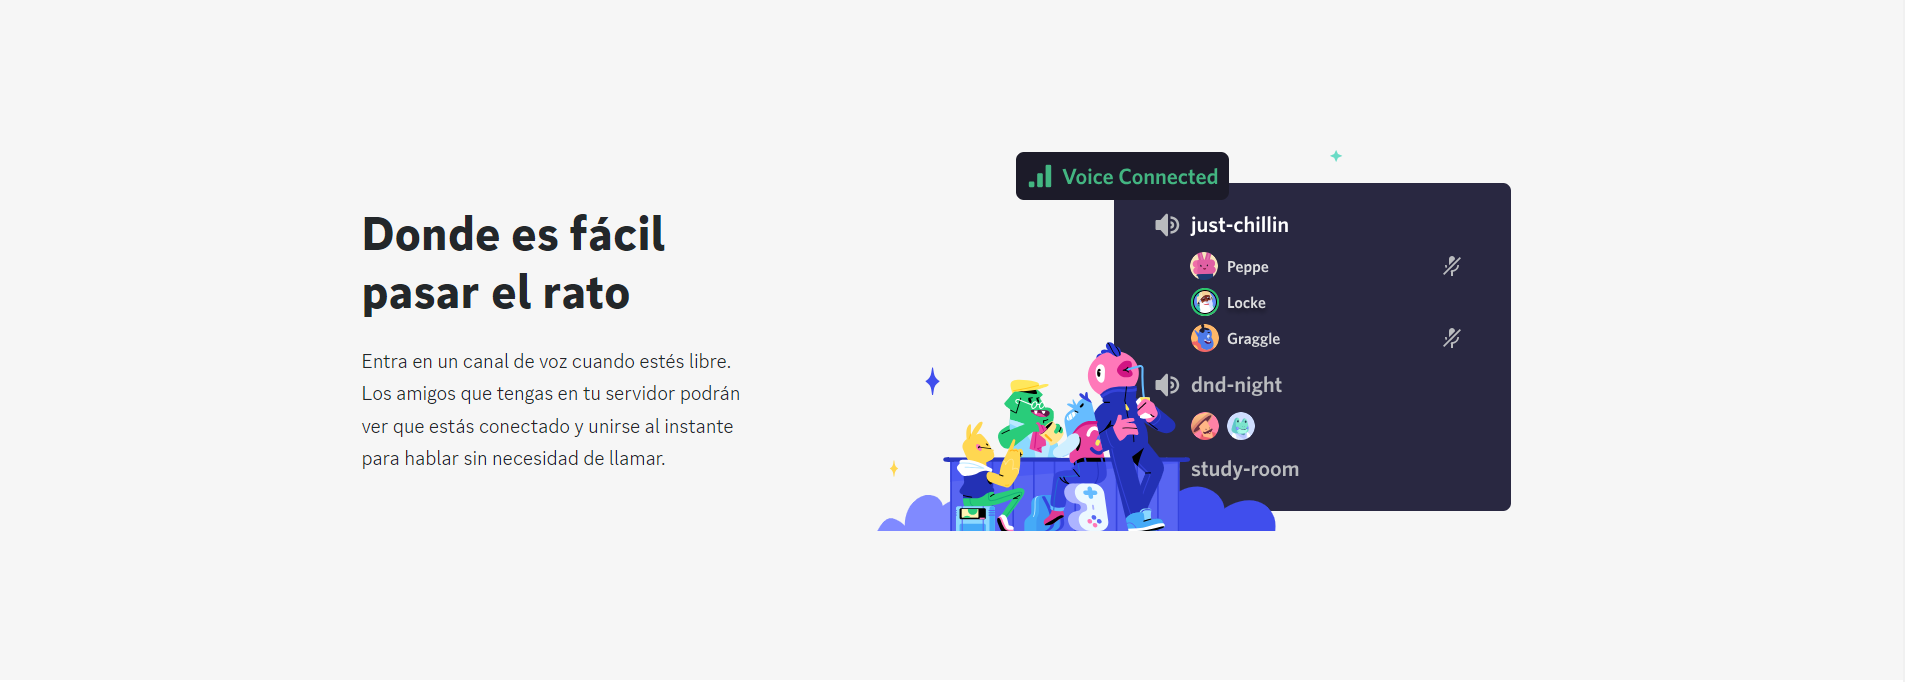 Donde es fácil
pasar el rato
Entra en un canal de voz cuando estés libre.
Los amigos que tengas en tu servidor podrán
ver que estás conectado y unirse al instante
para hablar sin necesidad de llamar.
Voice Connected
just-chillin
Peppe
Locke
Graggle
dnd-night
study-room